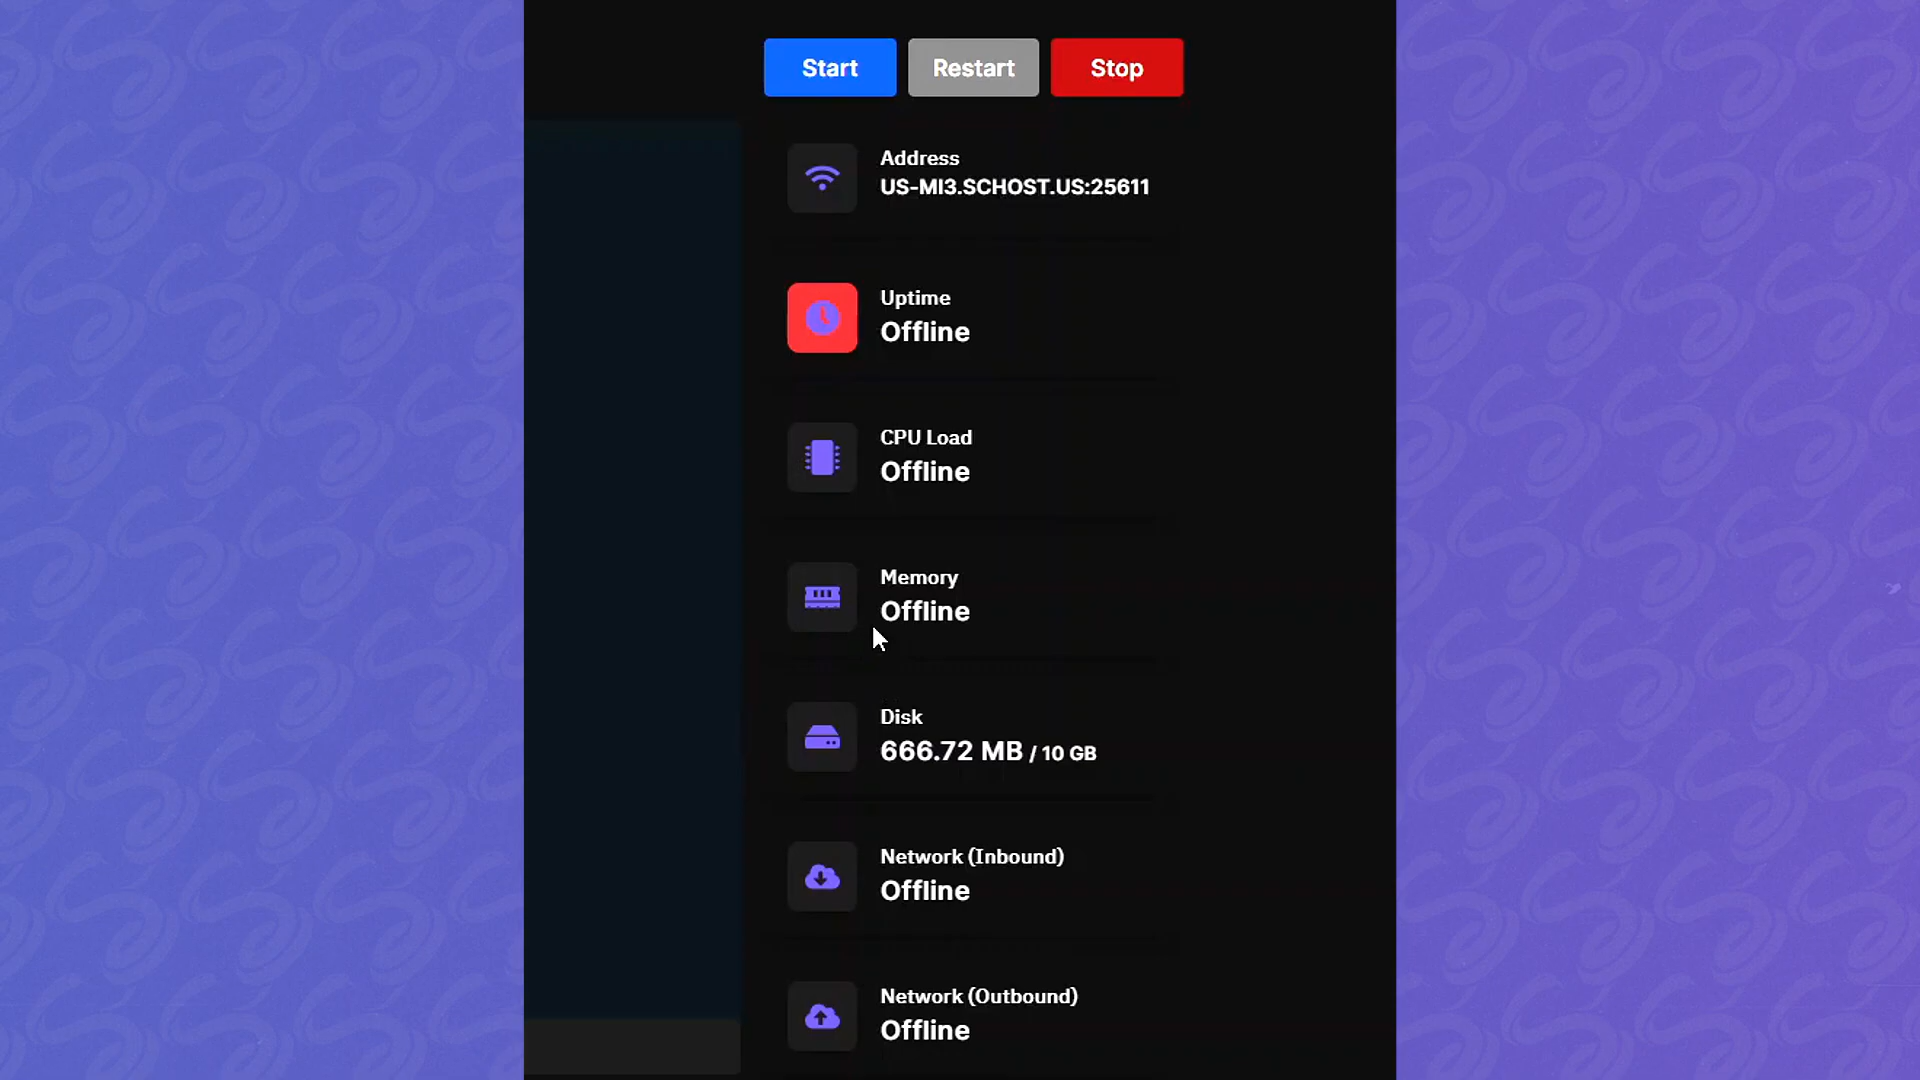 Start Restart Stop
Address
US-MI3.SCHOST.US:25611
Uptime
Offline
CPU Load
Offline
Memory
Offline
Disk
666.72 MB / 10 GB
Network (Inbound)
Offline
Network (Outbound)
Offline